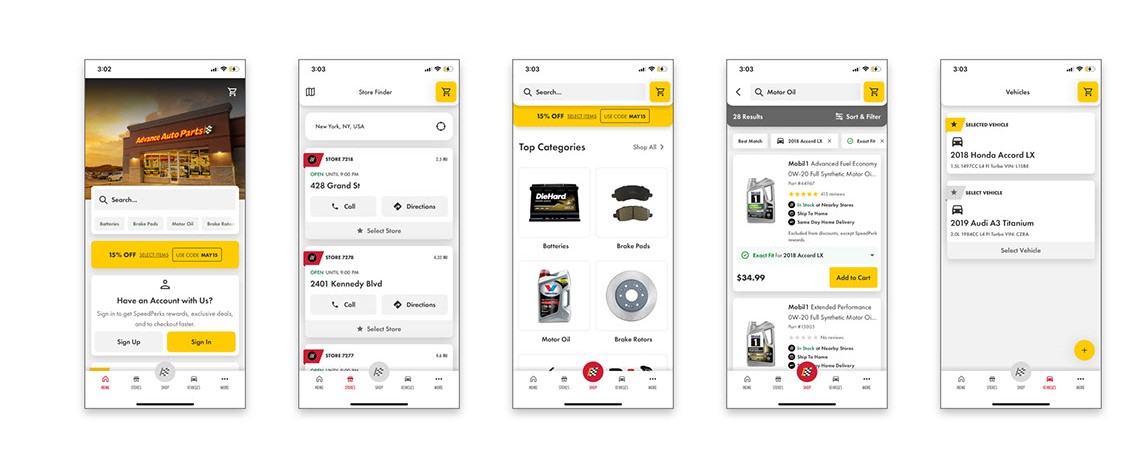 3:02
Advance Auto Parts
Search...
Batteries
Brake Pads
Motor Oil
Brake Rotors
15% OFF SELECT ITEMS USE CODE MAY15
Have an Account with Us?
Sign in to get SpeedPerks rewards, exclusive deals,
and to checkout faster.
Sign Up
Sign In
HOME
STORES
SHOP
VEHICLES
MORE
3:03
Store Finder
New York, NY, USA
STORE 7218
2.5 MI
OPEN UNTIL 9:00 PM
428 Grand St
Call
Directions
Select Store
STORE 7278
4.35 MI
OPEN UNTIL 9:00 PM
2401 Kennedy Blvd
Call
Directions
Select Store
STORE 7277
5.6 MI
OPEN UNTIL 9:00 PM
HOME
STORES
SHOP
VEHICLES
MORE
3:03
Search...
15% OFF SELECT ITEMS USE CODE MAY15
Top Categories
Shop All
DieHard
Batteries
Brake Pads
Valvoline
Motor Oil
Brake Rotors
HOME
STORES
SHOP
VEHICLES
MORE
3:03
Motor Oil
28 Results
Sort & Filter
Best Match
2018 Accord LX
Exact Fit
Mobil1 Advanced Fuel Economy
0W-20 Full Synthetic Motor Oi...
Part #44967
415 reviews
In Stock at Nearby Stores
Ship To Home
Same Day Home Delivery
Excluded from discounts, except SpeedPerk
rewards
Exact Fit for 2018 Accord LX
$34.99
Add to Cart
Mobil1 Extended Performance
0W-20 Full Synthetic Motor Oi...
No reviews
In Stock at Nearby Stores
Ship To Home
HOME
STORES
SHOP
VEHICLES
MORE
3:03
Vehicles
SELECTED VEHICLE
2018 Honda Accord LX
1.5L 1497CC L4 FI Turbo VIN: L15BE
SELECT VEHICLE
2019 Audi A3 Titanium
2.0L 1984CC L4 FI Turbo VIN: CZRA
Select Vehicle
HOME
STORES
SHOP
VEHICLES
MORE